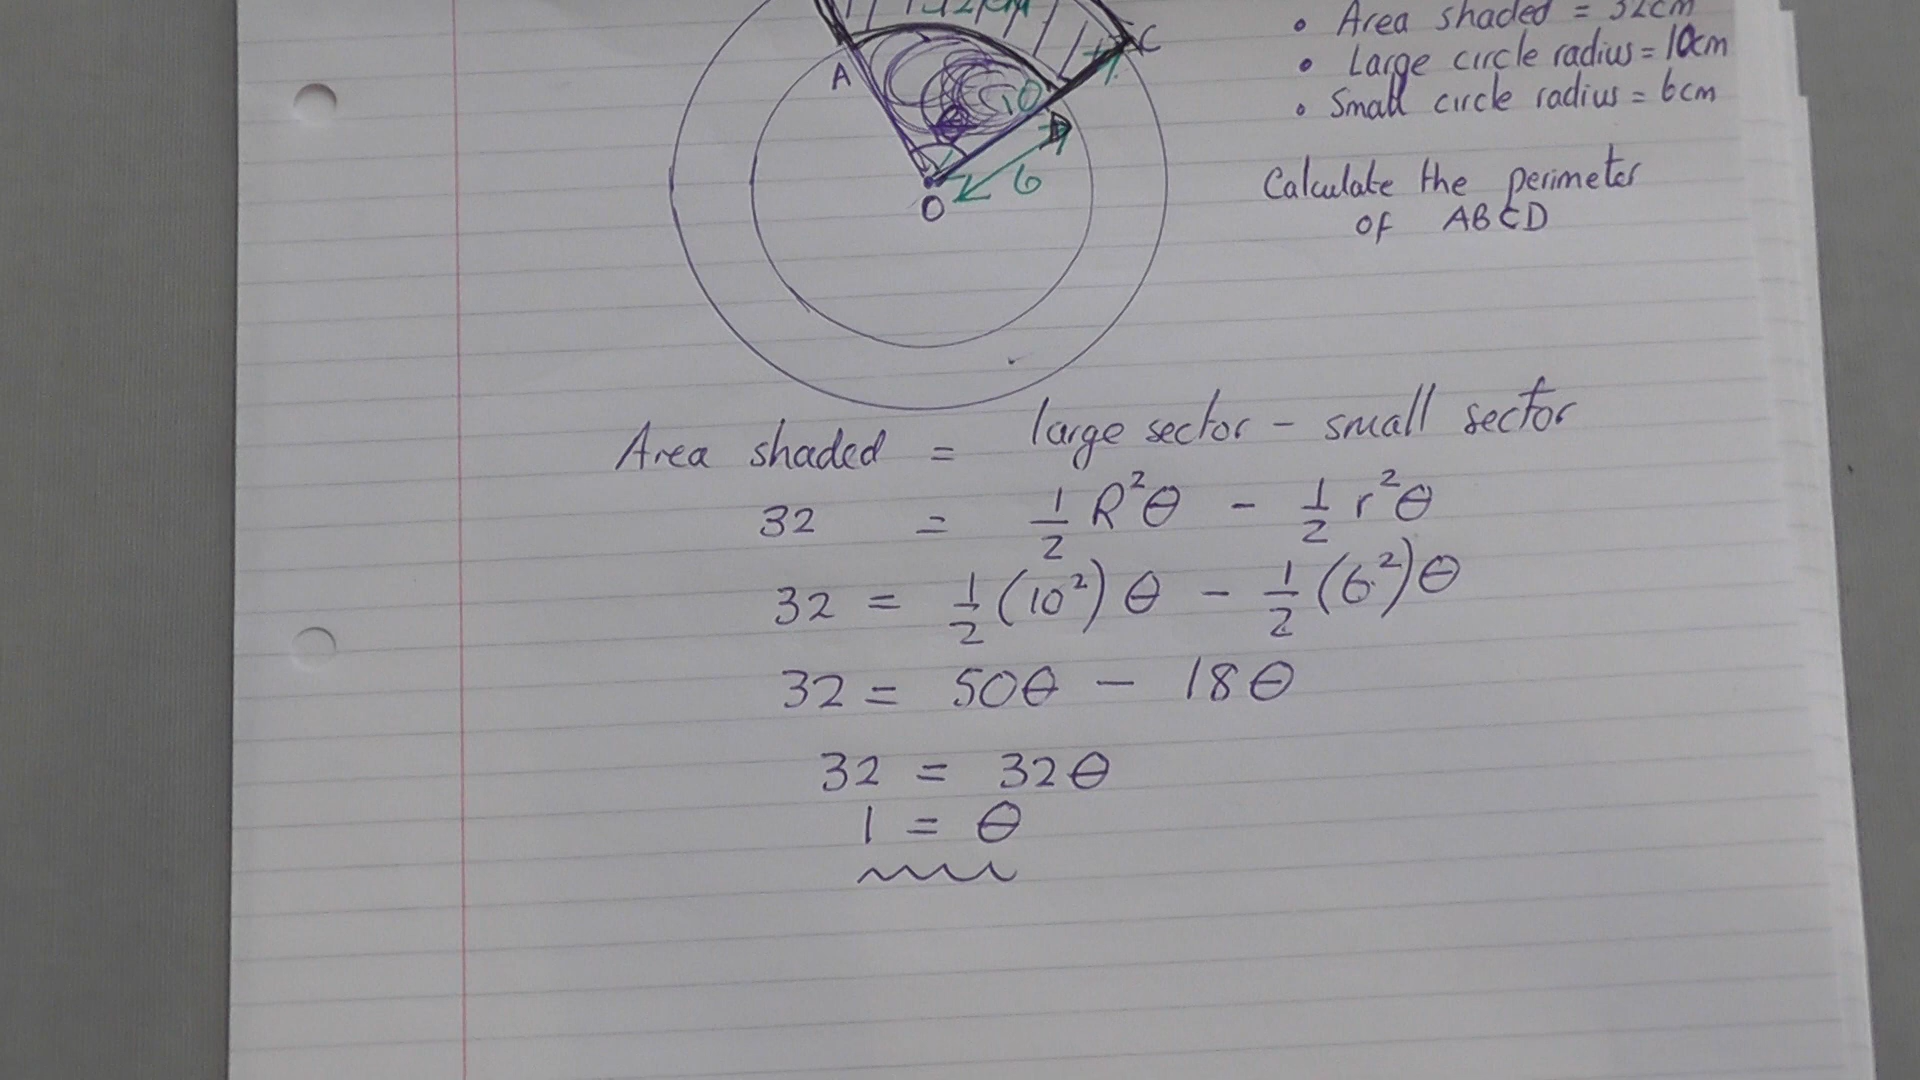 32cm
• Area shaded = 32cm
C
A
• Large circle radius = 10cm
10
• Small circle radius = 6cm
D
6
O
Calculate the perimeter
of ABCD
Area shaded = large sector - small sector
32 = 1/2 R²θ - 1/2 r²θ
32 = 1/2 (10²) θ - 1/2 (6²)θ
32 = 50θ - 18θ
32 = 32θ
1 = θ